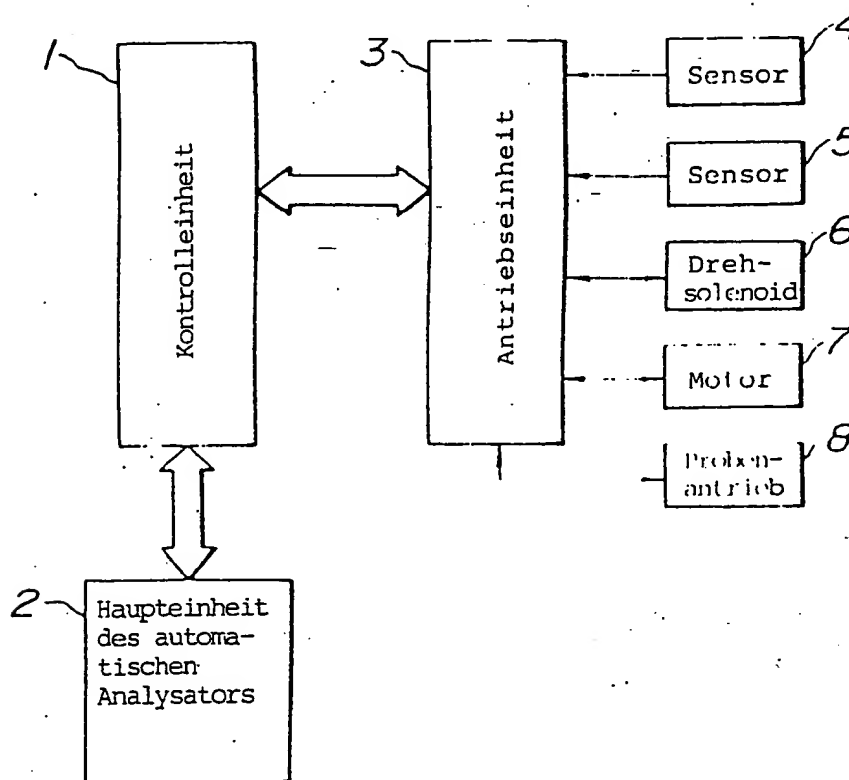 1
Kontrolleinheit
3
Antriebseinheit
4
Sensor
5
Sensor
6
Dreh-
solenoid
7
Motor
8
Proben-
antrieb
2
Haupteinheit
des automa-
tischen
Analysators